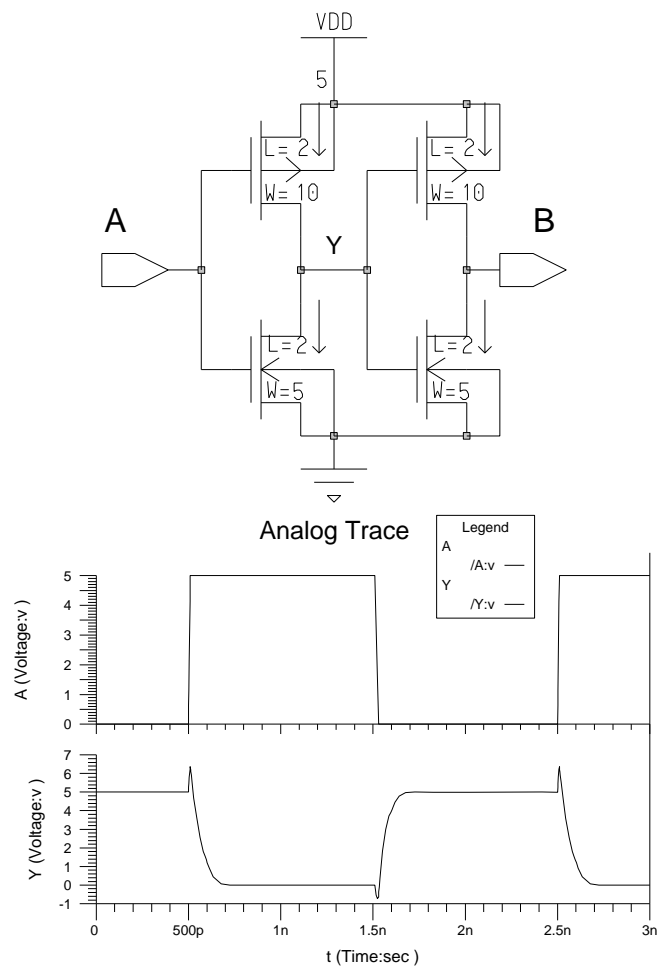 VDD
5
L= 2
L= 2
W= 10
W= 10
A
Y
B
L=2
L=2
W=5
W=5
Analog Trace
Legend
A
/A:v
Y
/Y:v
A (Voltage:v )
5
4
3
2
1
0
Y (Voltage:v )
7
6
5
4
3
2
1
0
-1
0 500p 1n 1.5n 2n 2.5n 3n
t (Time:sec )